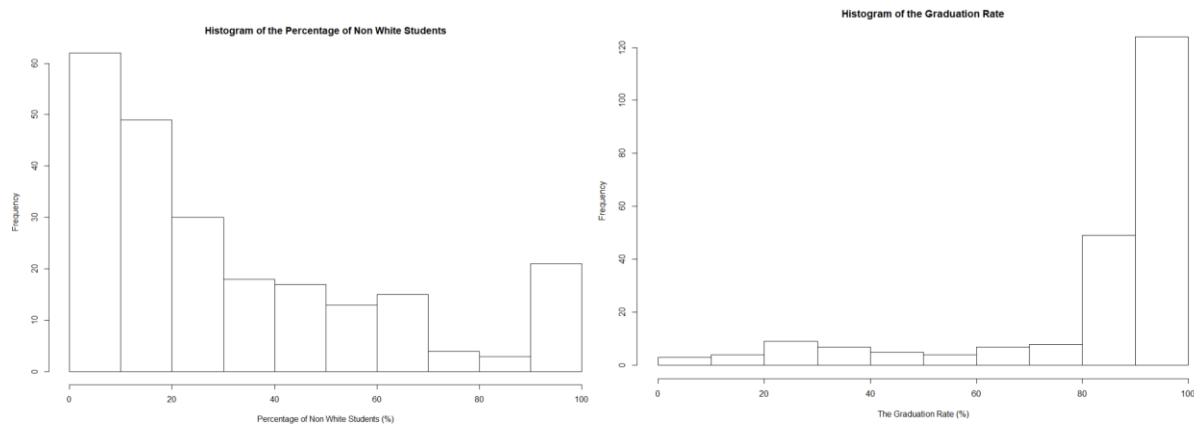 Histogram of the Percentage of Non White Students
Frequency
0
10
20
30
40
50
60
0 20 40 60 80 100
Percentage of Non White Students (%)
Histogram of the Graduation Rate
Frequency
0
20
40
60
80
100
120
0 20 40 60 80 100
The Graduation Rate (%)